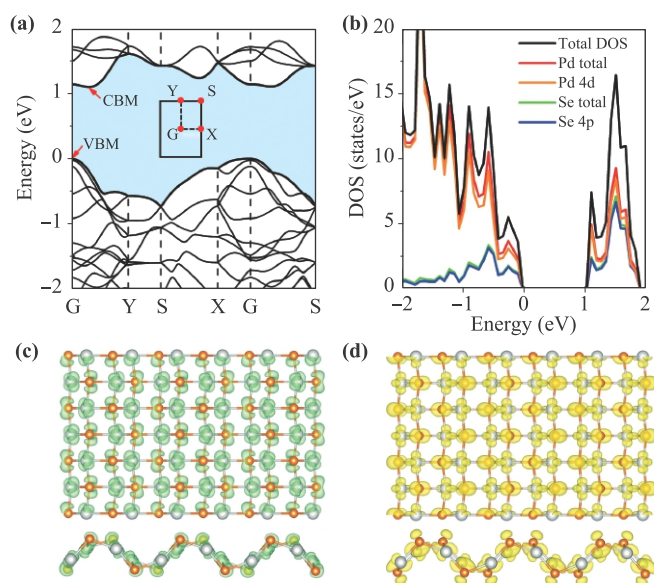 (a)
2
1
0
−1
−2
Energy (eV)
CBM
VBM
Y
S
G
X
G
Y
S
X
G
S
(b)
20
15
10
5
0
DOS (states/eV)
Total DOS
Pd total
Pd 4d
Se total
Se 4p
−2
−1
0
1
2
Energy (eV)
(c)
(d)